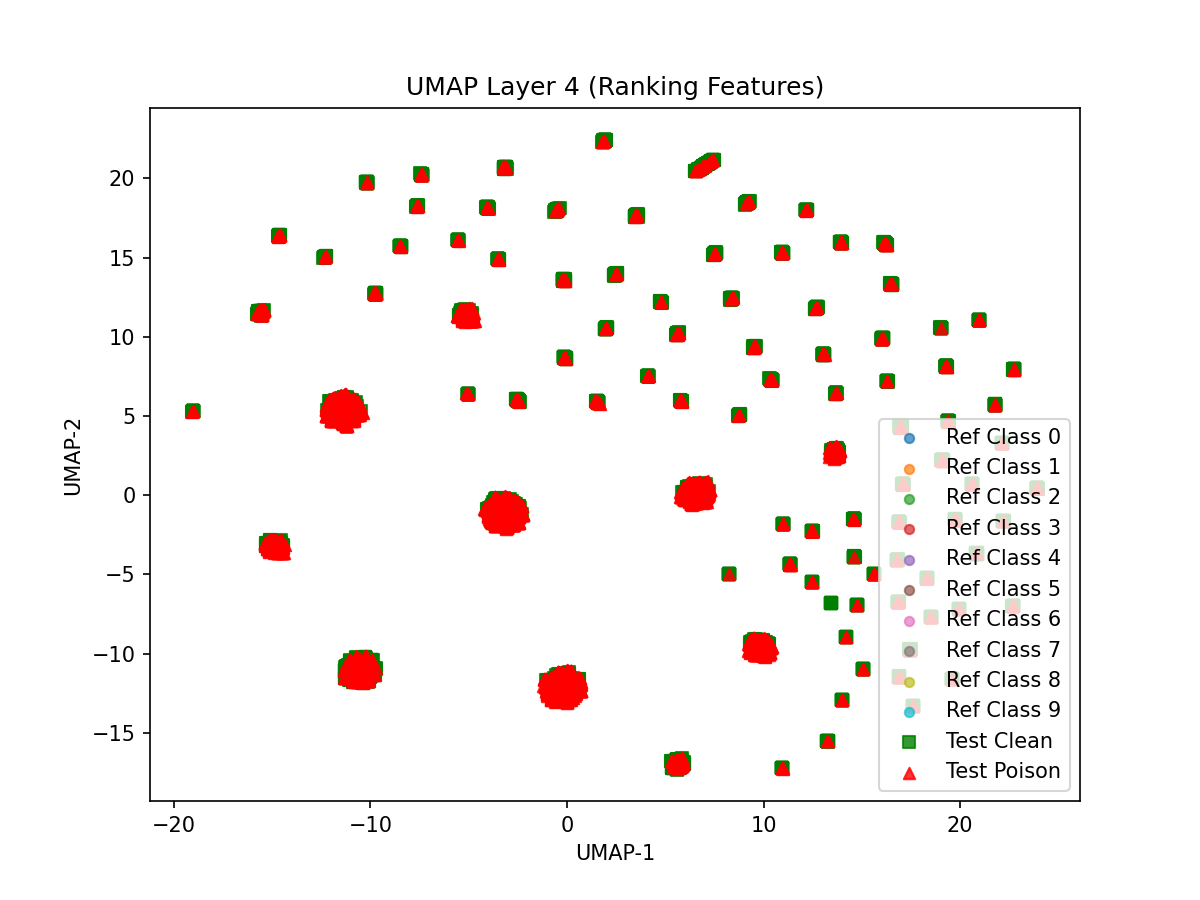 UMAP Layer 4 (Ranking Features)
20
15
10
5
0
−5
−10
−15
UMAP-2
−20
−10
0
10
20
UMAP-1
Ref Class 0
Ref Class 1
Ref Class 2
Ref Class 3
Ref Class 4
Ref Class 5
Ref Class 6
Ref Class 7
Ref Class 8
Ref Class 9
Test Clean
Test Poison